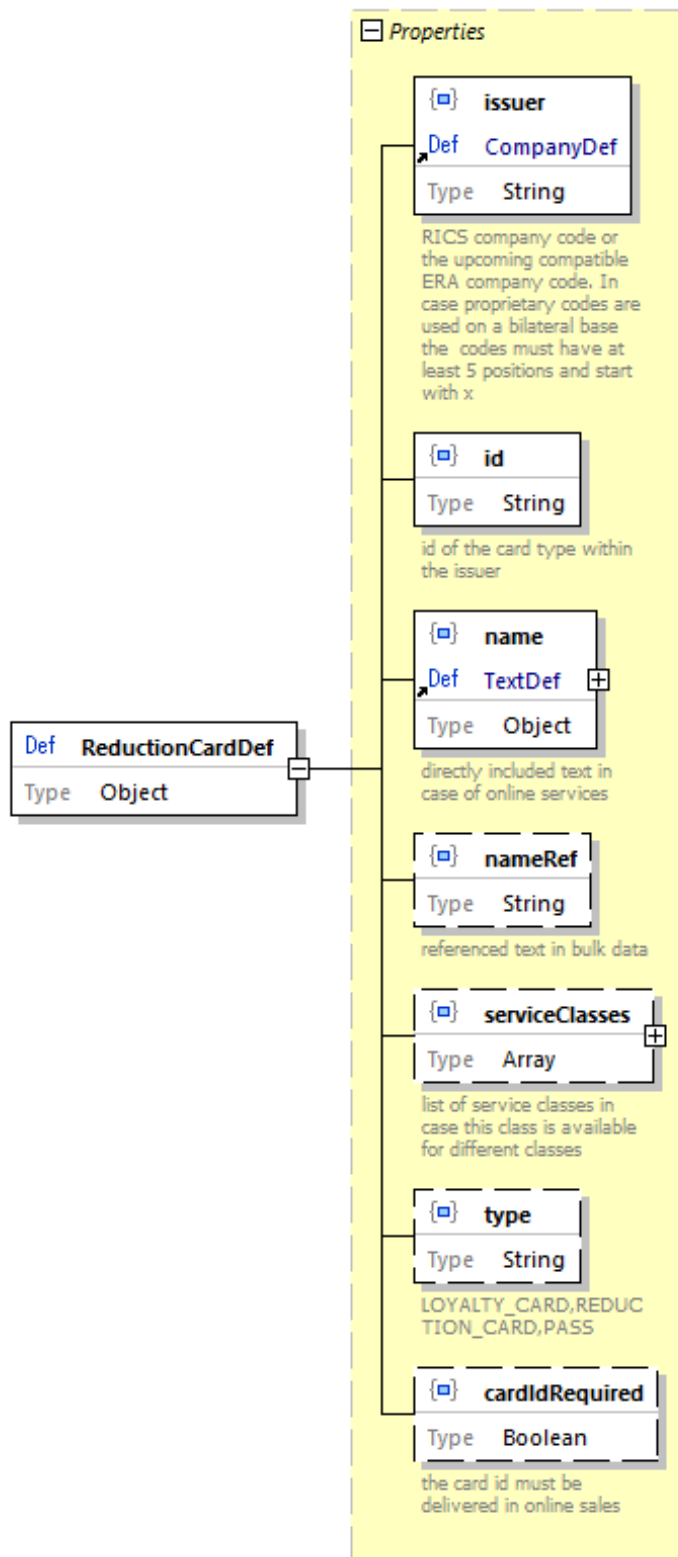 Properties
{} issuer
Def CompanyDef
Type String
RICS company code or
the upcoming compatible
ERA company code. In
case proprietary codes are
used on a bilateral base
the  codes must have at
least 5 positions and start
with x
{} id
Type String
id of the card type within
the issuer
{} name
Def TextDef
Type Object
directly included text in
case of online services
Def ReductionCardDef
Type Object
{} nameRef
Type String
referenced text in bulk data
{} serviceClasses
Type Array
list of service classes in
case this class is available
for different classes
{} type
Type String
LOYALTY_CARD,REDUC
TION_CARD,PASS
{} cardIdRequired
Type Boolean
the card id must be
delivered in online sales